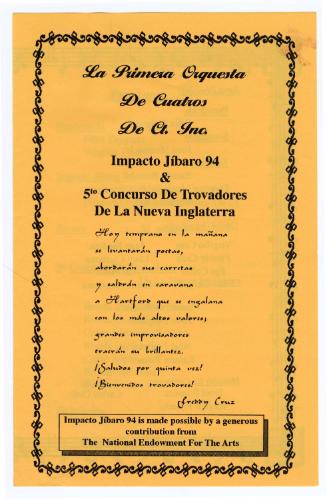 La Primera Orquesta
De Cuatros
De Ct. Inc.
Impacto Jíbaro 94
&
5to Concurso De Trovadores
De La Nueva Inglaterra
Hoy temprano en la mañana
se levantarán poetas,
abordarán sus carretas
y saldrán en caravana
a Hartford que se engalana
con los más altos valores;
grandes improvisadores
traerán su brillantez.
¡Saludos por quinta vez!
¡Bienvenidos trovadores!
Freddy Cruz
Impacto Jíbaro 94 is made possible by a generous
contribution from
The National Endowment For The Arts